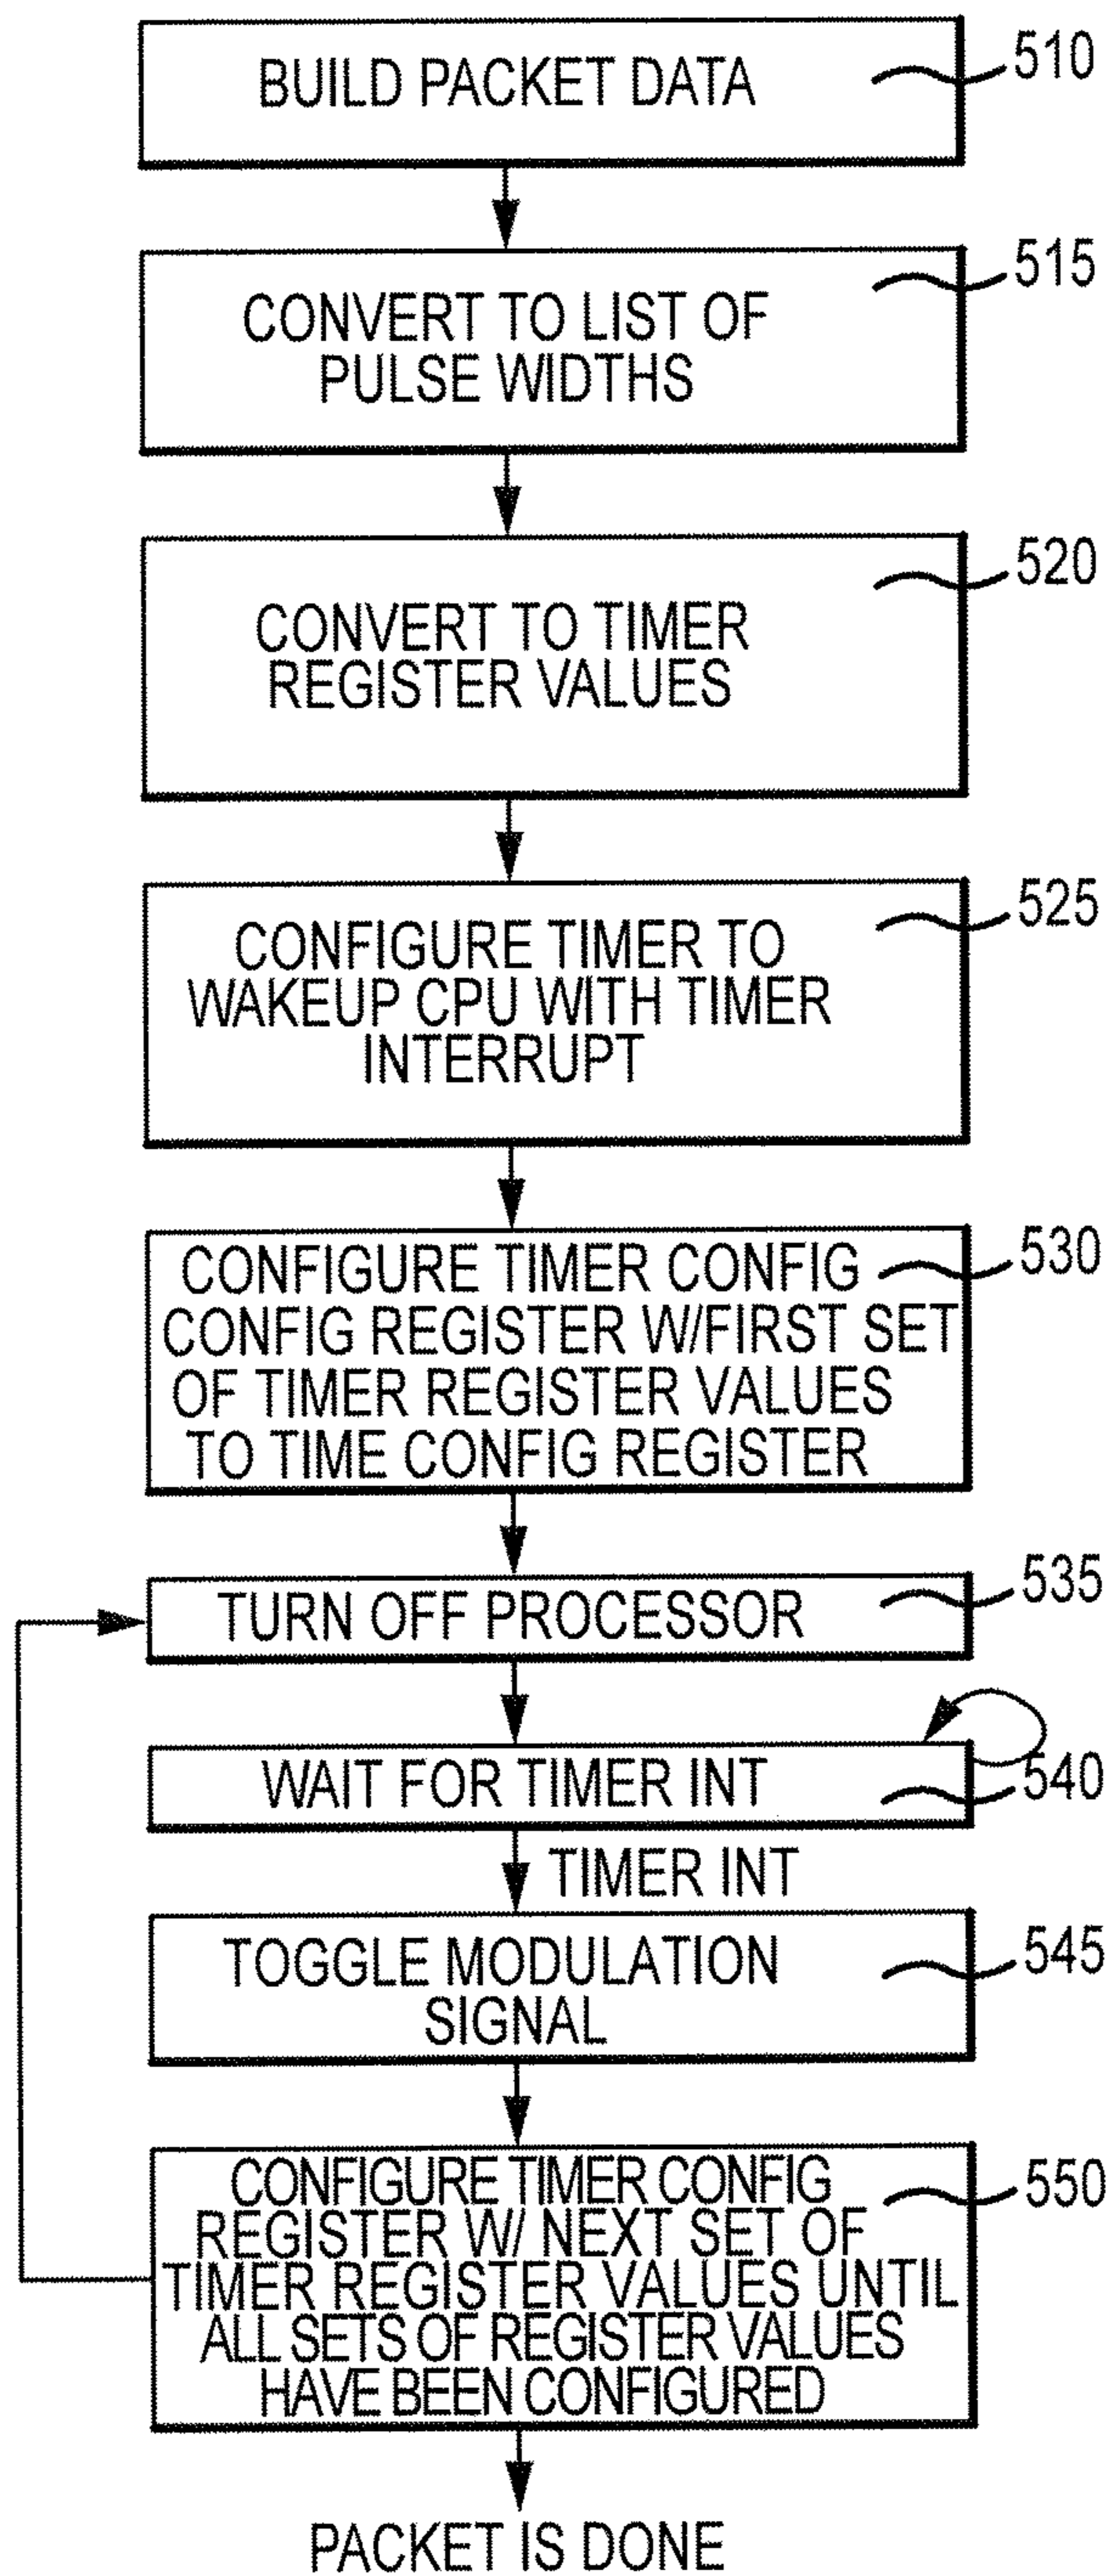 BUILD PACKET DATA
510
CONVERT TO LIST OF
PULSE WIDTHS
515
CONVERT TO TIMER
REGISTER VALUES
520
CONFIGURE TIMER TO
WAKEUP CPU WITH TIMER
INTERRUPT
525
CONFIGURE TIMER CONFIG
CONFIG REGISTER W/FIRST SET
OF TIMER REGISTER VALUES
TO TIME CONFIG REGISTER
530
TURN OFF PROCESSOR
535
WAIT FOR TIMER INT
540
TIMER INT
TOGGLE MODULATION
SIGNAL
545
CONFIGURE TIMER CONFIG
REGISTER W/ NEXT SET OF
TIMER REGISTER VALUES UNTIL
ALL SETS OF REGISTER VALUES
HAVE BEEN CONFIGURED
550
PACKET IS DONE